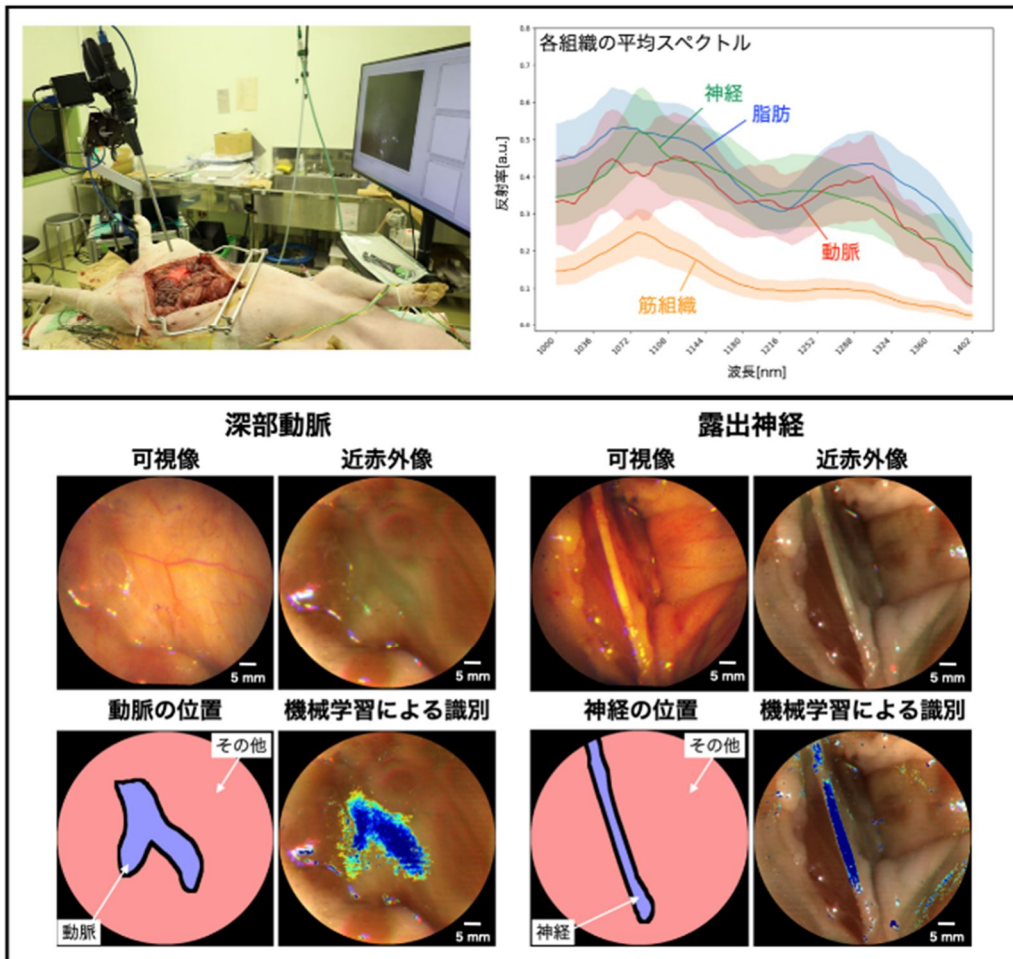 各組織の平均スペクトル
神経
脂肪
動脈
筋組織
反射率[a.u.]
0.8
0.7
0.6
0.5
0.4
0.3
0.2
0.1
0.0
1000
1036
1072
1108
1144
1180
1216
1252
1288
1324
1360
1402
波長[nm]
深部動脈
露出神経
可視像
近赤外像
可視像
近赤外像
5 mm
5 mm
5 mm
5 mm
動脈の位置
機械学習による識別
神経の位置
機械学習による識別
その他
その他
動脈
5 mm
神経
5 mm